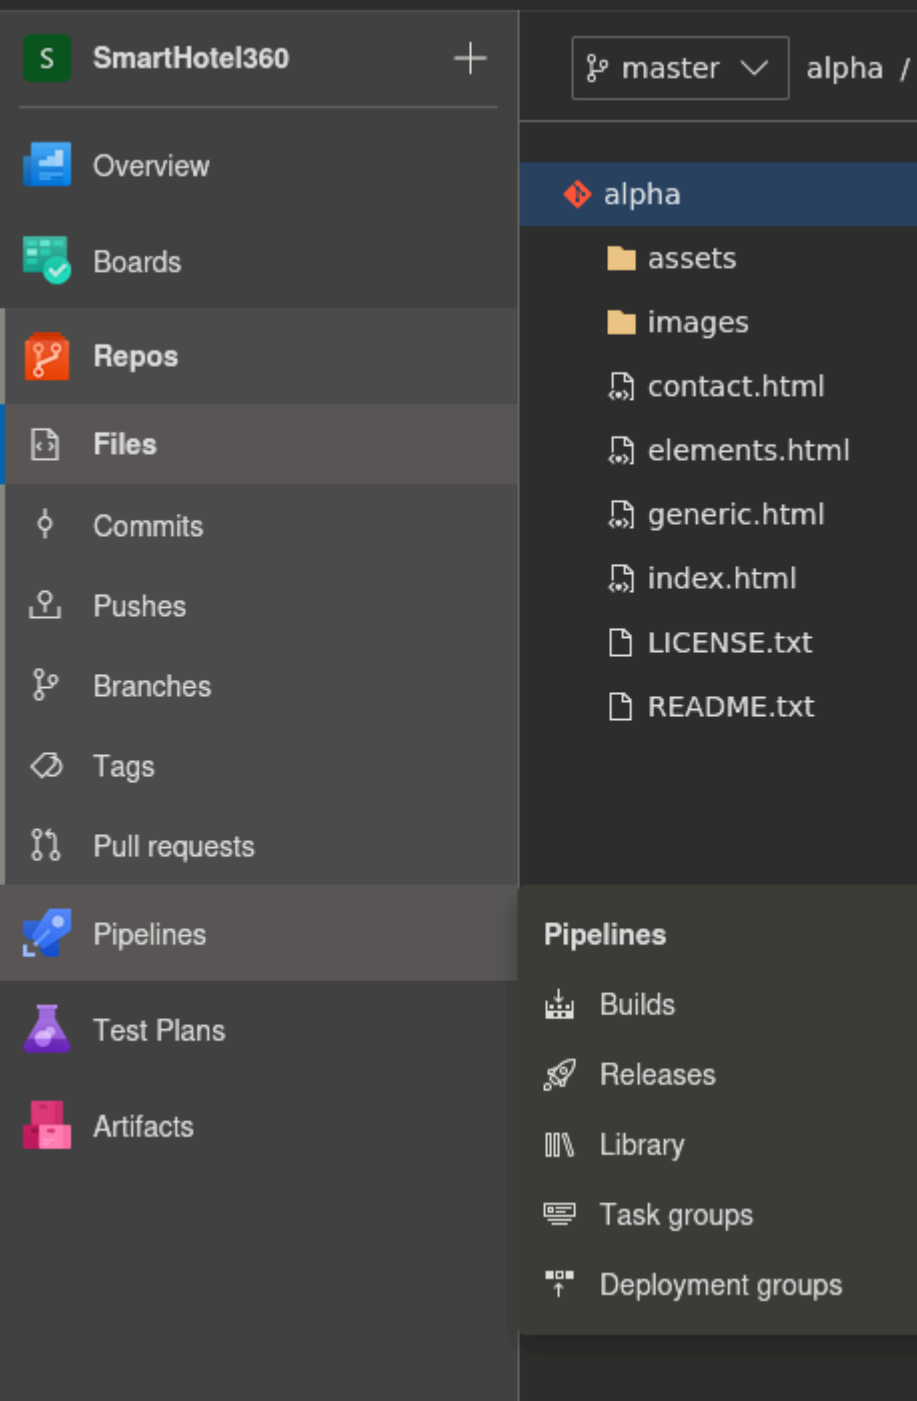 S SmartHotel360
Overview
Boards
Repos
Files
Commits
Pushes
Branches
Tags
Pull requests
Pipelines
Test Plans
Artifacts
master alpha /
alpha
assets
images
contact.html
elements.html
generic.html
index.html
LICENSE.txt
README.txt
Pipelines
Builds
Releases
Library
Task groups
Deployment groups